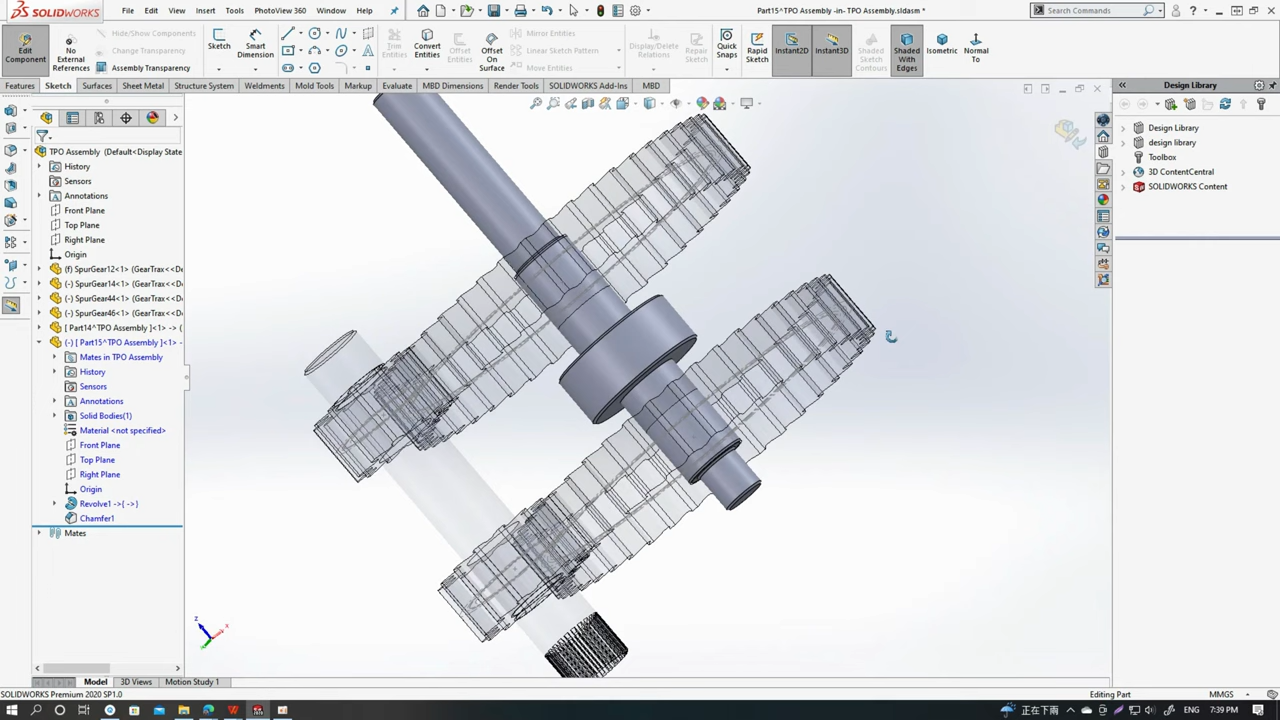 SOLIDWORKS
File Edit View Insert Tools PhotoView 360 Window Help
Part15^TPO Assembly -in- TPO Assembly.sldasm *
Search Commands
Edit Component
No External References
Show/Hide Components
Change Transparency
Assembly Transparency
Sketch
Smart Dimension
Trim Entities
Convert Entities
Offset Entities
Offset On Surface
Mirror Entities
Linear Sketch Pattern
Move Entities
Display/Delete Relations
Repair Sketch
Quick Snaps
Rapid Sketch
Instant2D
Instant3D
Shaded Sketch Contours
Shaded With Edges
Isometric
Normal To
Features Sketch Surfaces Sheet Metal Structure System Weldments Mold Tools Markup Evaluate MBD Dimensions Render Tools SOLIDWORKS Add-Ins MBD
TPO Assembly (Default<Display State
History
Sensors
Annotations
Front Plane
Top Plane
Right Plane
Origin
(f) SpurGear12<1> (GearTrax<<De
(-) SpurGear14<1> (GearTrax<<De
(-) SpurGear44<1> (GearTrax<<De
(-) SpurGear46<1> (GearTrax<<De
[ Part14^TPO Assembly ]<1> -> (
(-) [ Part15^TPO Assembly ]<1> -
Mates in TPO Assembly
History
Sensors
Annotations
Solid Bodies(1)
Material <not specified>
Front Plane
Top Plane
Right Plane
Origin
Revolve1 ->{ ->)
Chamfer1
Mates
Design Library
Design Library
design library
Toolbox
3D ContentCentral
SOLIDWORKS Content
z
x
Model 3D Views Motion Study 1
SOLIDWORKS Premium 2020 SP1.0
Editing Part
MMGS
正在下雨
ENG
7:39 PM